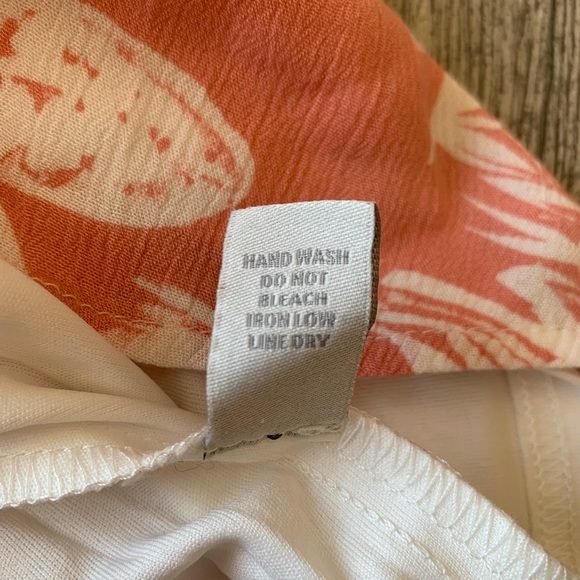 HAND WASH
DO NOT
BLEACH
IRON LOW
LINE DRY